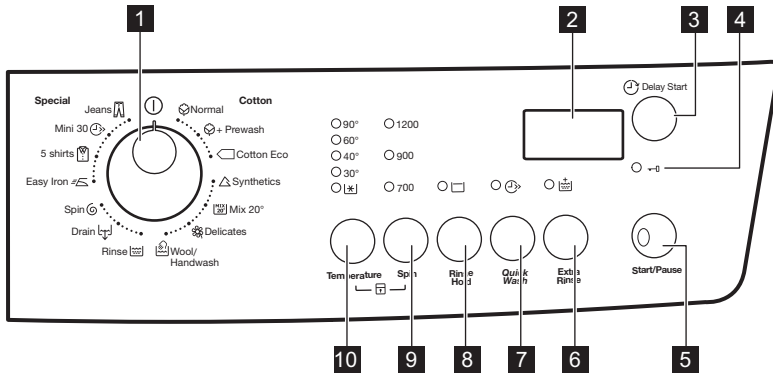 1
2
3
4
Special
Cotton
Jeans
Normal
Mini 30
+ Prewash
5 shirts
Cotton Eco
Easy Iron
Synthetics
Spin
MIX 20°
Mix 20°
Drain
Delicates
Rinse
Wool/
Handwash
90°
1200
60°
40°
900
30°
700
Delay Start
Temperature
Spin
Rinse
Hold
Quick
Wash
Extra
Rinse
Start/Pause
10
9
8
7
6
5